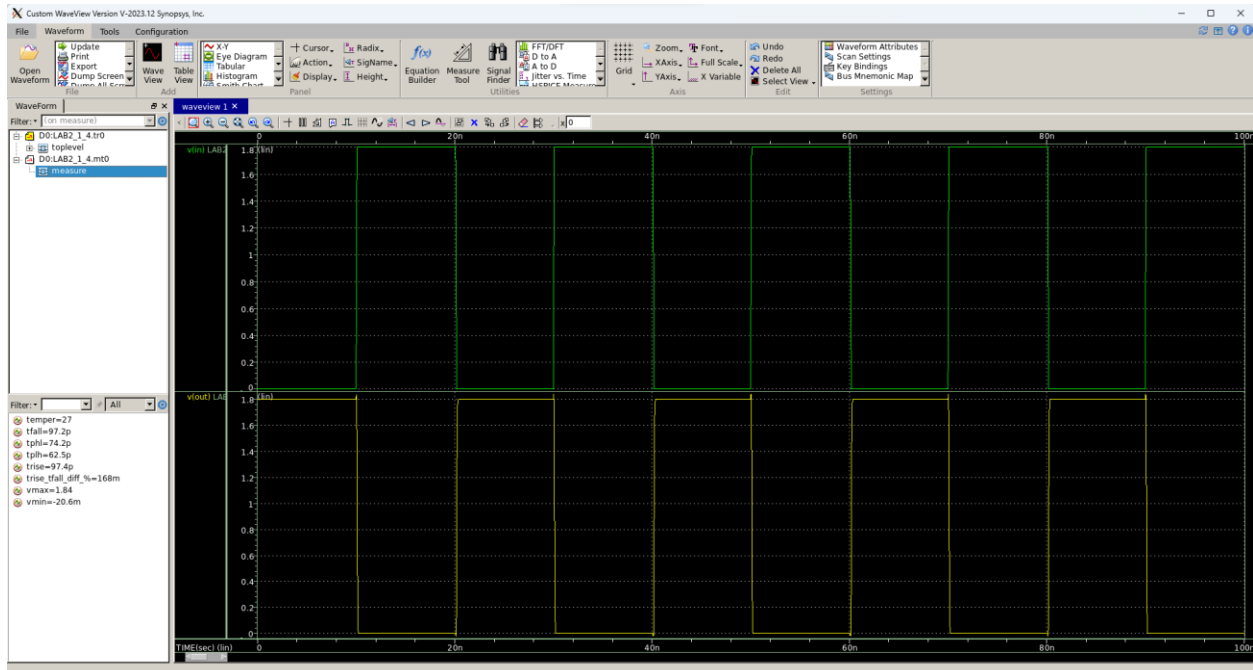 Custom WaveView Version V-2023.12 Synopsys, Inc.
File Waveform Tools Configuration
Open Waveform
Update
Print
Export
Dump Screen
File
Wave View
Table View
Add
X-Y
Eye Diagram
Tabular
Histogram
Smith Chart
Cursor
Action
Display
Radix
SigName
Height
Panel
Equation Builder
Measure Tool
Signal Finder
FFT/DFT
D to A
A to D
Jitter vs. Time
HSPICE Measure
Utilities
Grid
Zoom
XAxis
YAxis
Font
Full Scale
X Variable
Axis
Undo
Redo
Delete All
Select View
Edit
Waveform Attributes
Scan Settings
Key Bindings
Bus Mnemonic Map
Settings
WaveForm
Filter: (on measure)
D0:LAB2_1_4.tr0
toplevel
D0:LAB2_1_4.mt0
measure
Filter: All
temper=27
tfall=97.2p
tphl=74.2p
tplh=62.5p
trise=97.4p
trise_tfall_diff_%=168m
vmax=1.84
vmin=-20.6m
waveview 1
x 0
0 20n 40n 60n 80n 100n
v(in) LAB2 1.8 (lin)
1.6
1.4
1.2
1
0.8
0.6
0.4
0.2
0
v(out) LAB 1.8 (lin)
1.6
1.4
1.2
1
0.8
0.6
0.4
0.2
0
TIME(sec) (lin) 0 20n 40n 60n 80n 100n